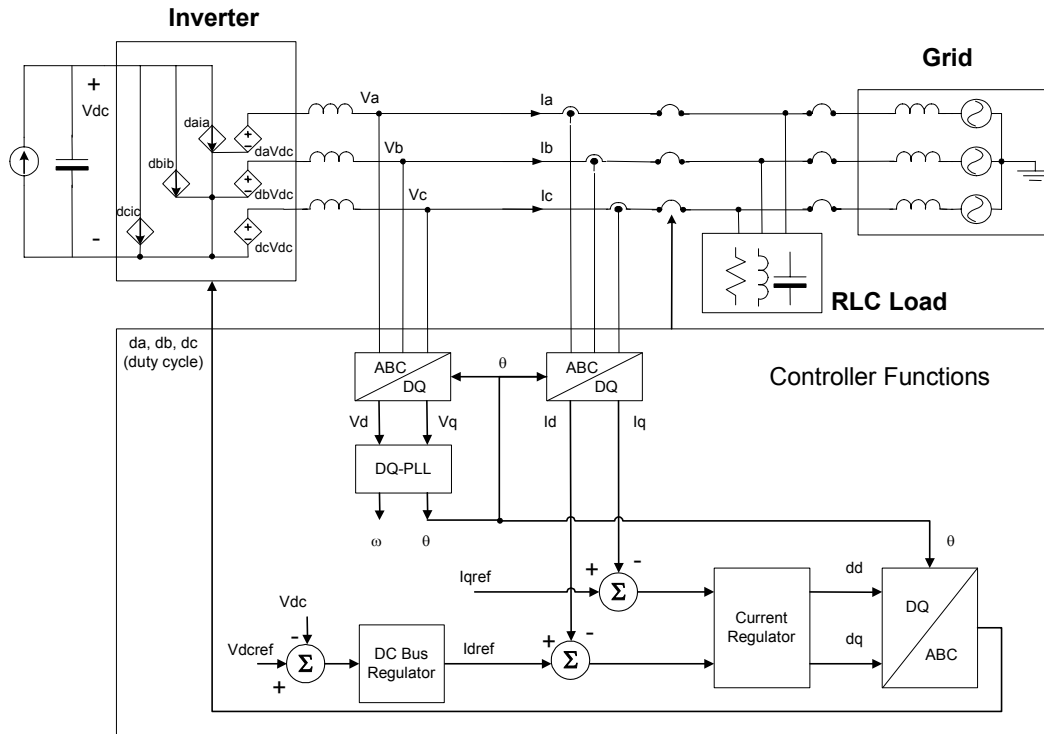 Inverter
Grid
+
Vdc
-
daia
dbib
dcic
+
-
daVdc
+
-
dbVdc
+
-
dcVdc
Va
Vb
Vc
Ia
Ib
Ic
RLC Load
da, db, dc
(duty cycle)
Controller Functions
ABC
DQ
θ
ABC
DQ
Vd
Vq
Id
Iq
DQ-PLL
ω
θ
θ
Iqref
+
-
Σ
dd
Vdc
-
Vdcref
+
Σ
DC Bus
Regulator
Idref
+
-
Σ
Current
Regulator
dq
DQ
ABC